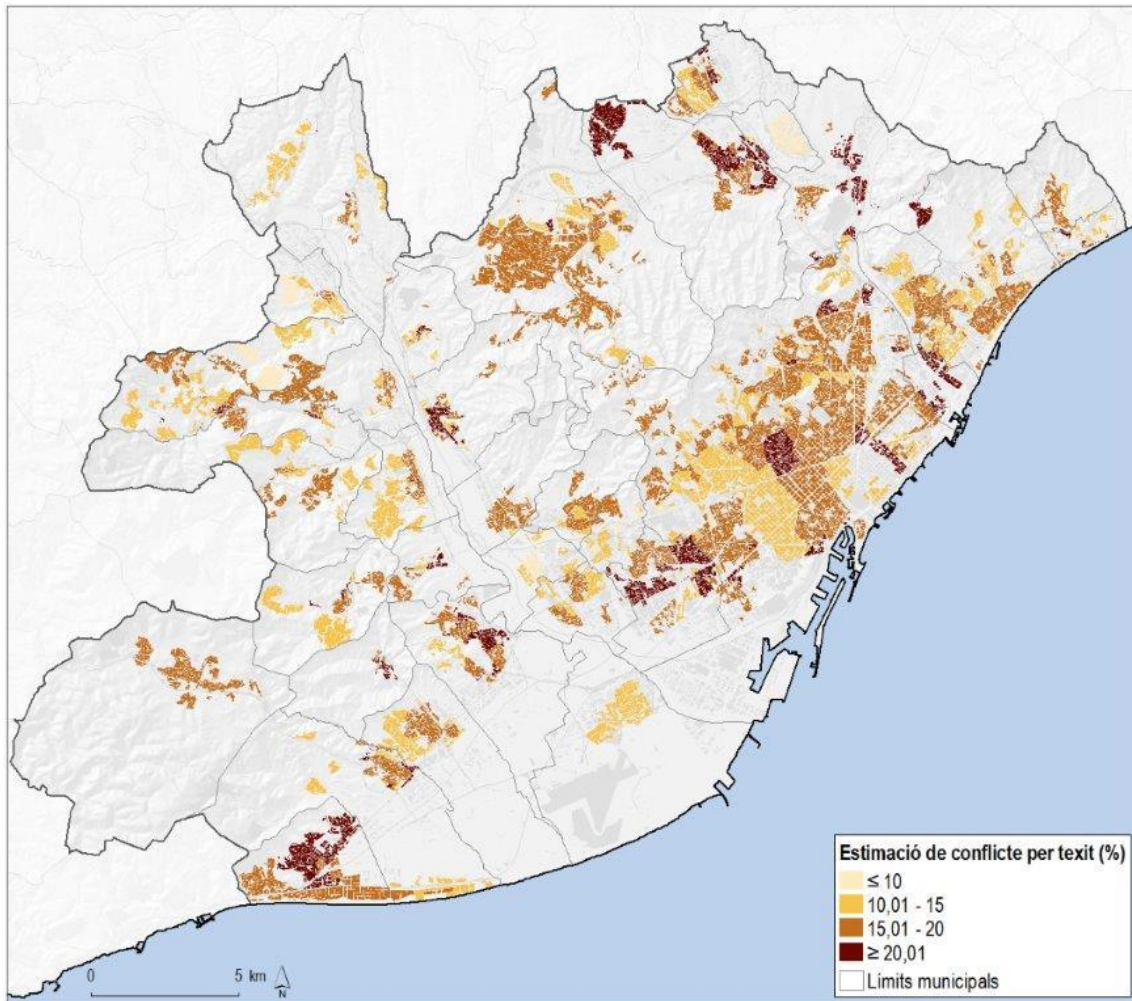 Estimació de conflicte per texit (%)
≤ 10
10,01 - 15
15,01 - 20
≥ 20,01
Límits municipals
0 5 km
N